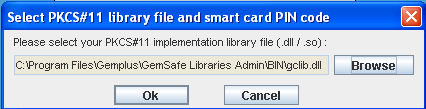 Select PKCS#11 library file and smart card PIN code
Please select your PKCS#11 implementation library file (.dll / .so) :
C:\Program Files\Gemplus\GemSafe Libraries Admin\BIN\gclib.dll Browse
Ok Cancel